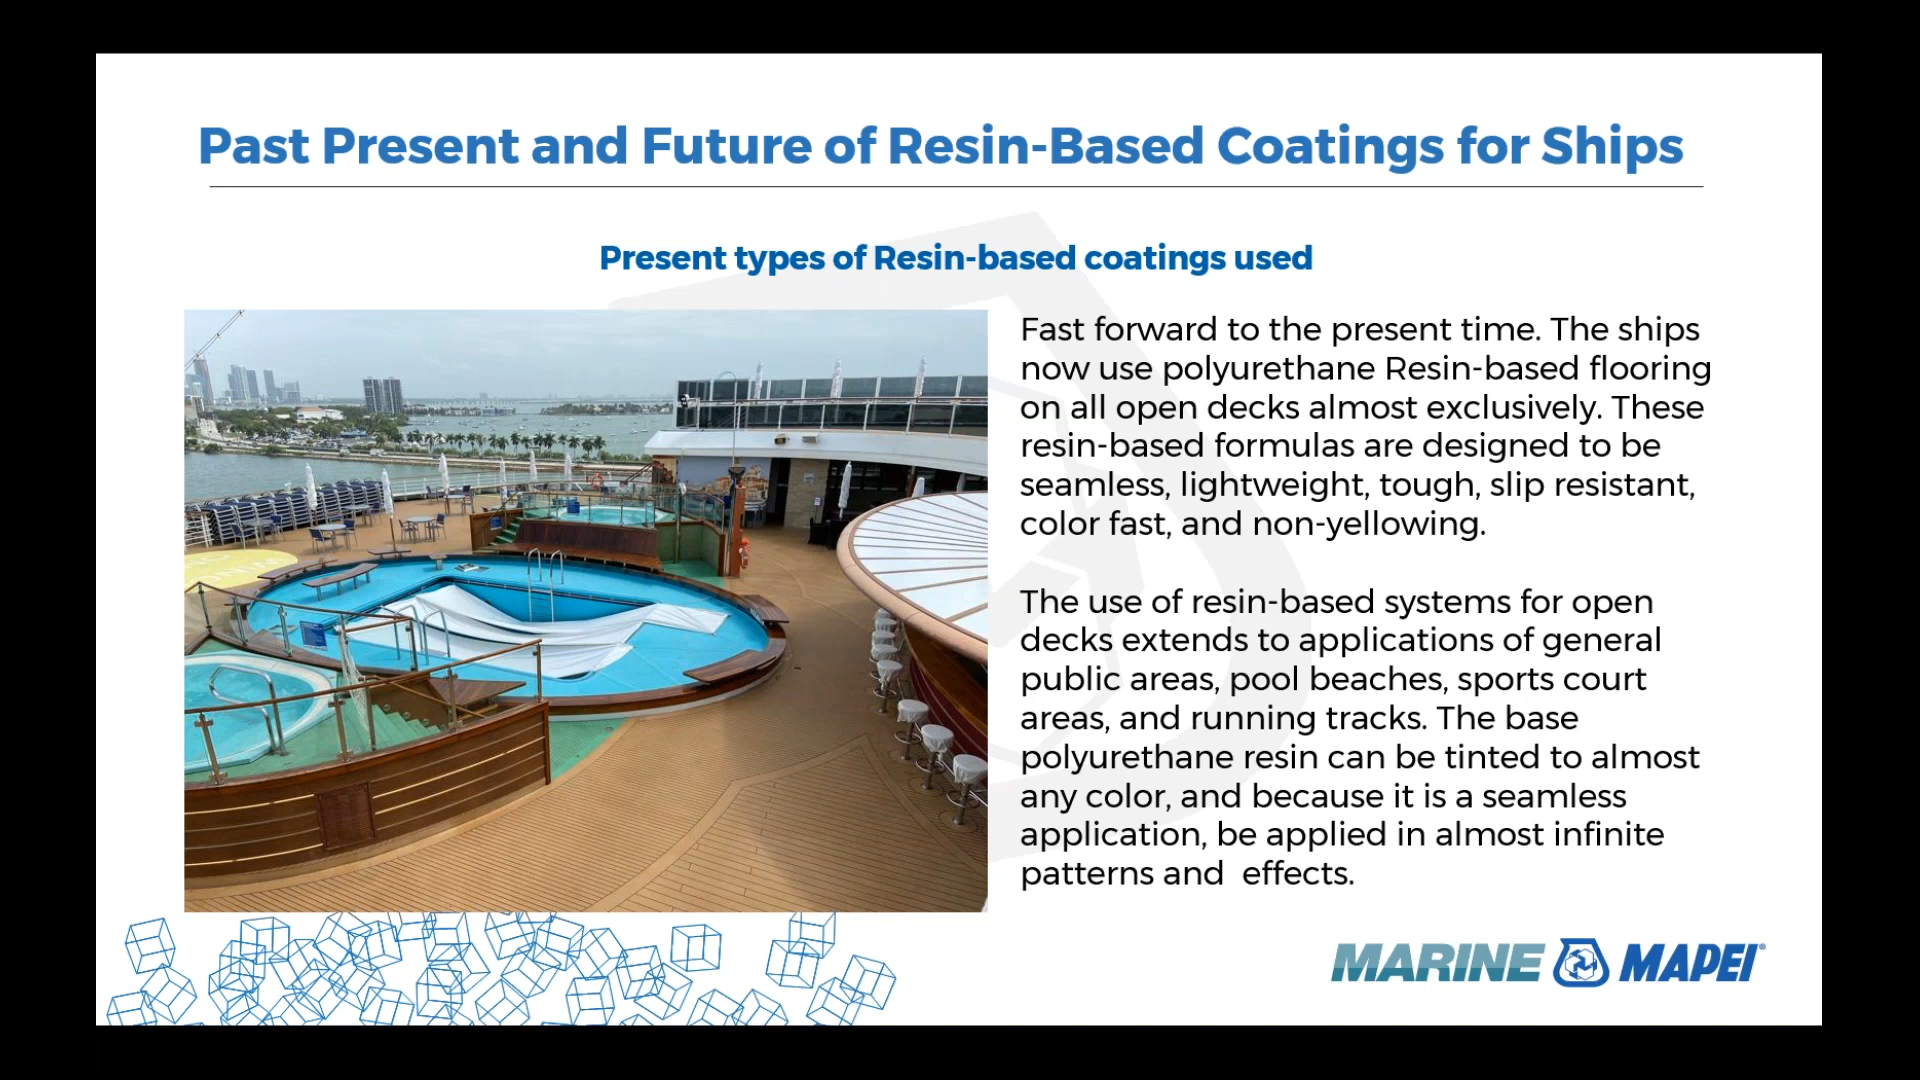 Past Present and Future of Resin-Based Coatings for Ships
Present types of Resin-based coatings used
Fast forward to the present time. The ships
now use polyurethane Resin-based flooring
on all open decks almost exclusively. These
resin-based formulas are designed to be
seamless, lightweight, tough, slip resistant,
color fast, and non-yellowing.
The use of resin-based systems for open
decks extends to applications of general
public areas, pool beaches, sports court
areas, and running tracks. The base
polyurethane resin can be tinted to almost
any color, and because it is a seamless
application, be applied in almost infinite
patterns and  effects.
MARINE MAPEI®